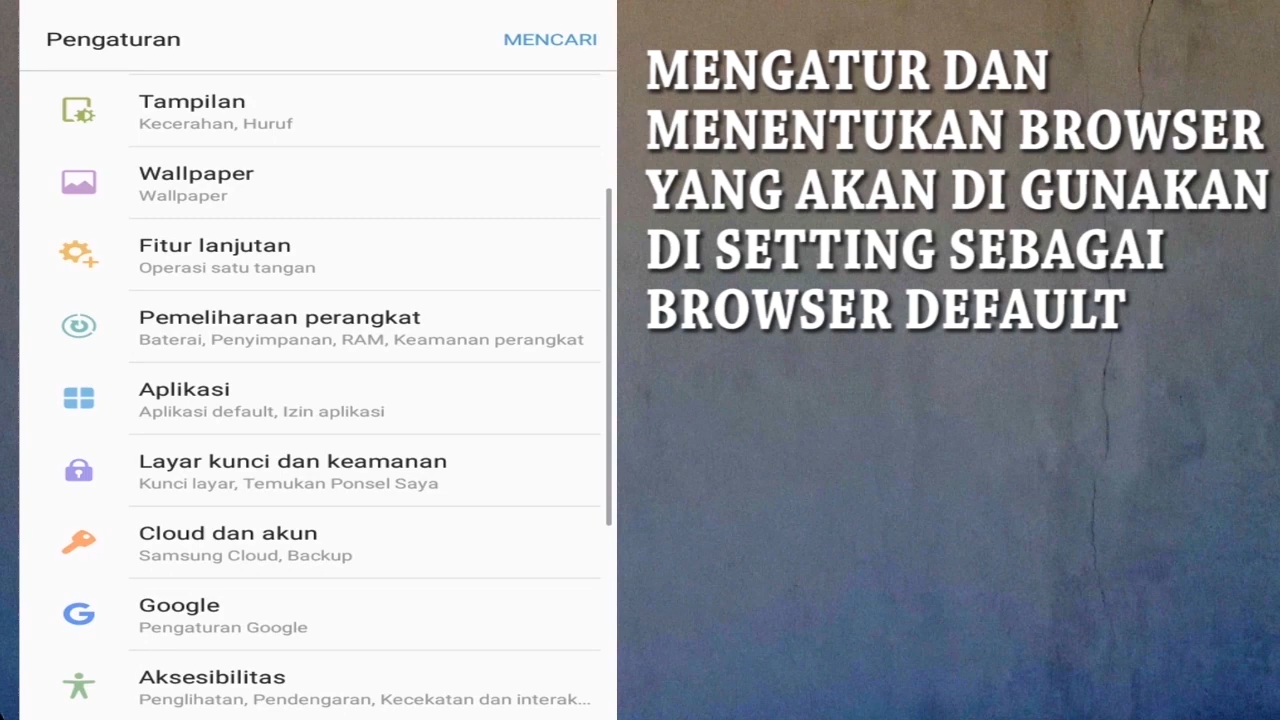 Pengaturan
MENCARI
Tampilan
Kecerahan, Huruf
Wallpaper
Wallpaper
Fitur lanjutan
Operasi satu tangan
Pemeliharaan perangkat
Baterai, Penyimpanan, RAM, Keamanan perangkat
Aplikasi
Aplikasi default, Izin aplikasi
Layar kunci dan keamanan
Kunci layar, Temukan Ponsel Saya
Cloud dan akun
Samsung Cloud, Backup
Google
Pengaturan Google
Aksesibilitas
Penglihatan, Pendengaran, Kecekatan dan interak...
MENGATUR DAN
MENENTUKAN BROWSER
YANG AKAN DI GUNAKAN
DI SETTING SEBAGAI
BROWSER DEFAULT